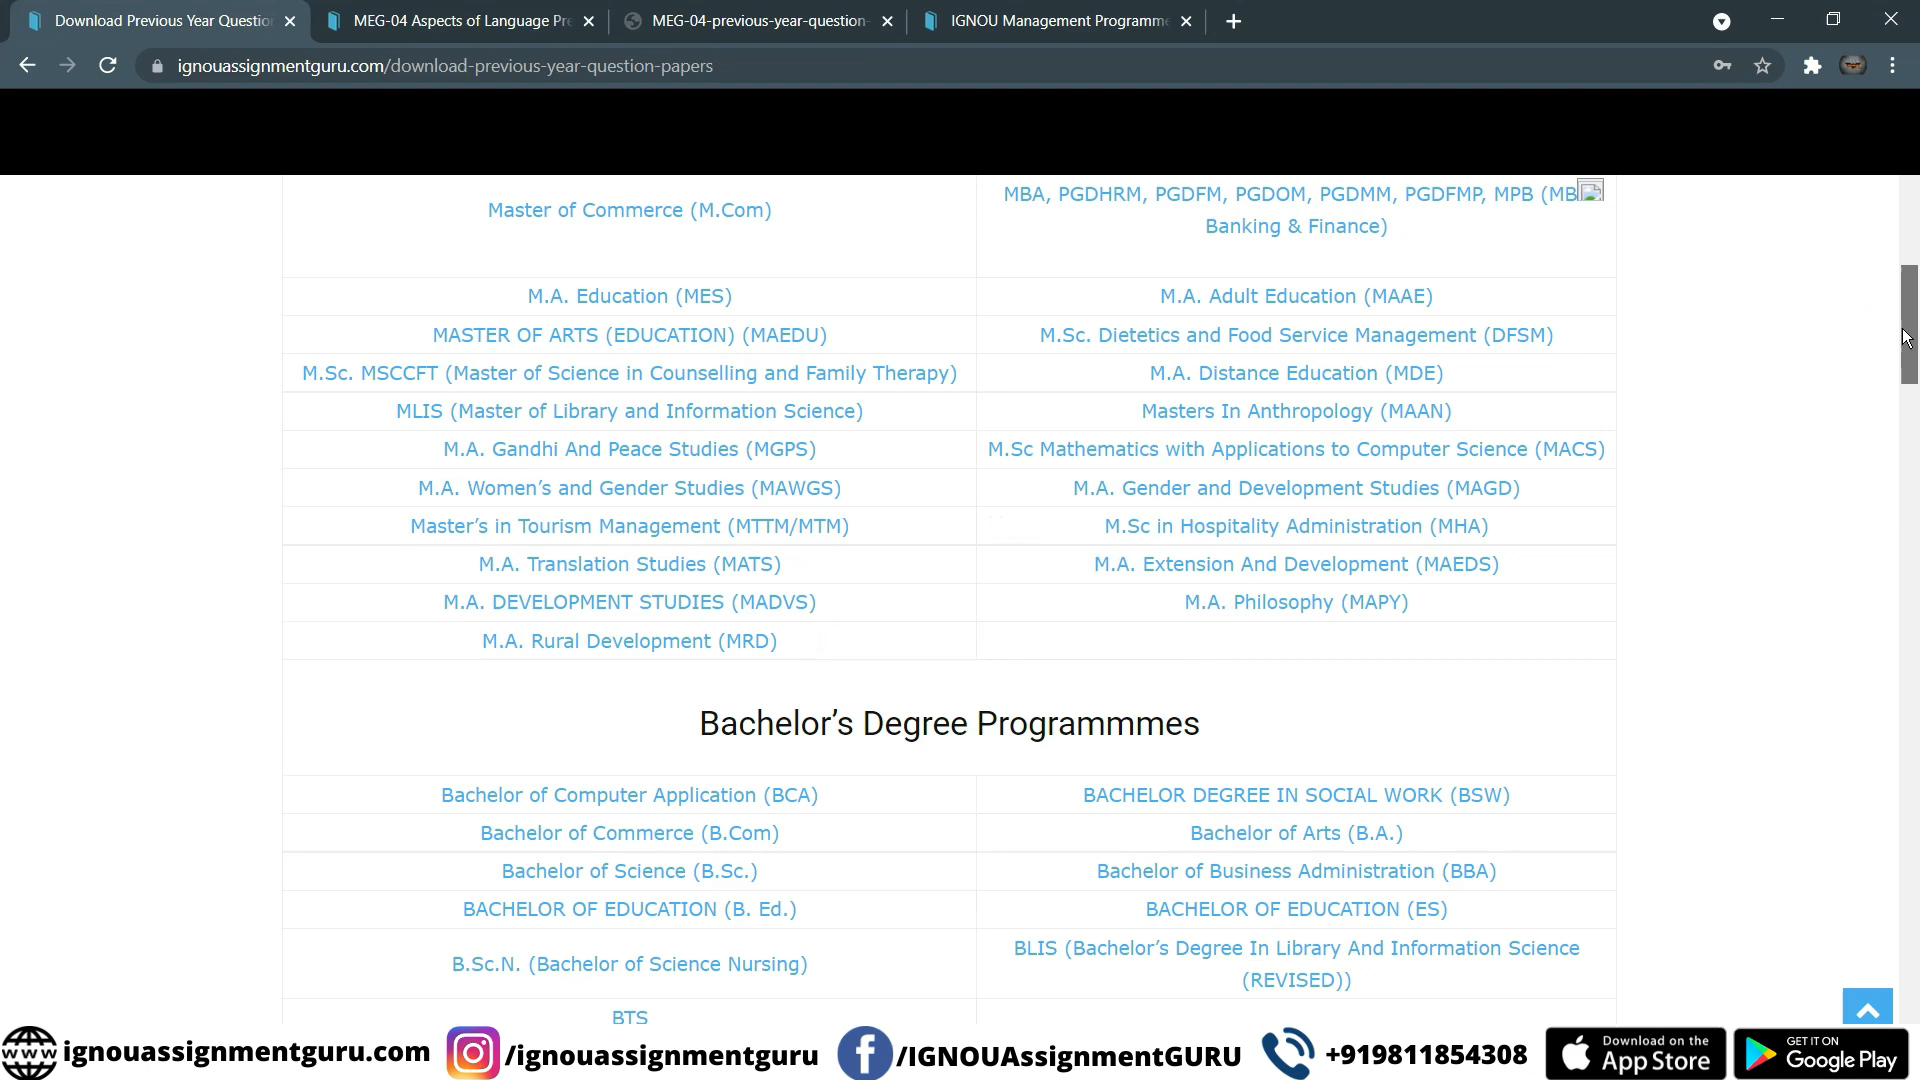 Download Previous Year Questio
MEG-04 Aspects of Language Pre
MEG-04-previous-year-question-
IGNOU Management Programme
ignouassignmentguru.com/download-previous-year-question-papers
Master of Commerce (M.Com)
MBA, PGDHRM, PGDFM, PGDOM, PGDMM, PGDFMP, MPB (MB
Banking & Finance)
M.A. Education (MES)
M.A. Adult Education (MAAE)
MASTER OF ARTS (EDUCATION) (MAEDU)
M.Sc. Dietetics and Food Service Management (DFSM)
M.Sc. MSCCFT (Master of Science in Counselling and Family Therapy)
M.A. Distance Education (MDE)
MLIS (Master of Library and Information Science)
Masters In Anthropology (MAAN)
M.A. Gandhi And Peace Studies (MGPS)
M.Sc Mathematics with Applications to Computer Science (MACS)
M.A. Women’s and Gender Studies (MAWGS)
M.A. Gender and Development Studies (MAGD)
Master’s in Tourism Management (MTTM/MTM)
M.Sc in Hospitality Administration (MHA)
M.A. Translation Studies (MATS)
M.A. Extension And Development (MAEDS)
M.A. DEVELOPMENT STUDIES (MADVS)
M.A. Philosophy (MAPY)
M.A. Rural Development (MRD)
Bachelor’s Degree Programmmes
Bachelor of Computer Application (BCA)
BACHELOR DEGREE IN SOCIAL WORK (BSW)
Bachelor of Commerce (B.Com)
Bachelor of Arts (B.A.)
Bachelor of Science (B.Sc.)
Bachelor of Business Administration (BBA)
BACHELOR OF EDUCATION (B. Ed.)
BACHELOR OF EDUCATION (ES)
B.Sc.N. (Bachelor of Science Nursing)
BLIS (Bachelor’s Degree In Library And Information Science
(REVISED))
BTS
www ignouassignmentguru.com
/ignouassignmentguru
/IGNOUAssignmentGURU
+919811854308
Download on the
App Store
GET IT ON
Google Play